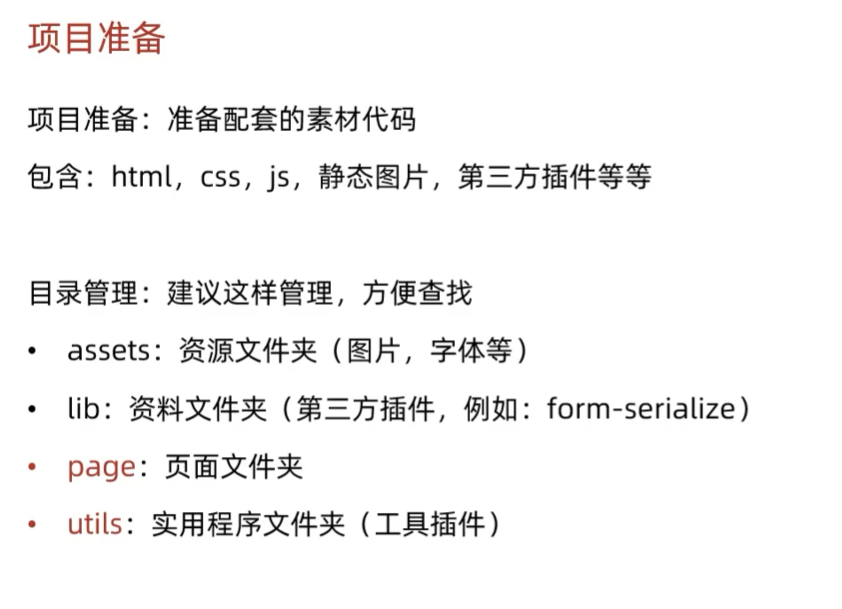 项目准备
项目准备：准备配套的素材代码
包含：html，css，js，静态图片，第三方插件等等
目录管理：建议这样管理，方便查找
• assets：资源文件夹（图片，字体等）
• lib：资料文件夹（第三方插件，例如：form-serialize）
• page：页面文件夹
• utils：实用程序文件夹（工具插件）